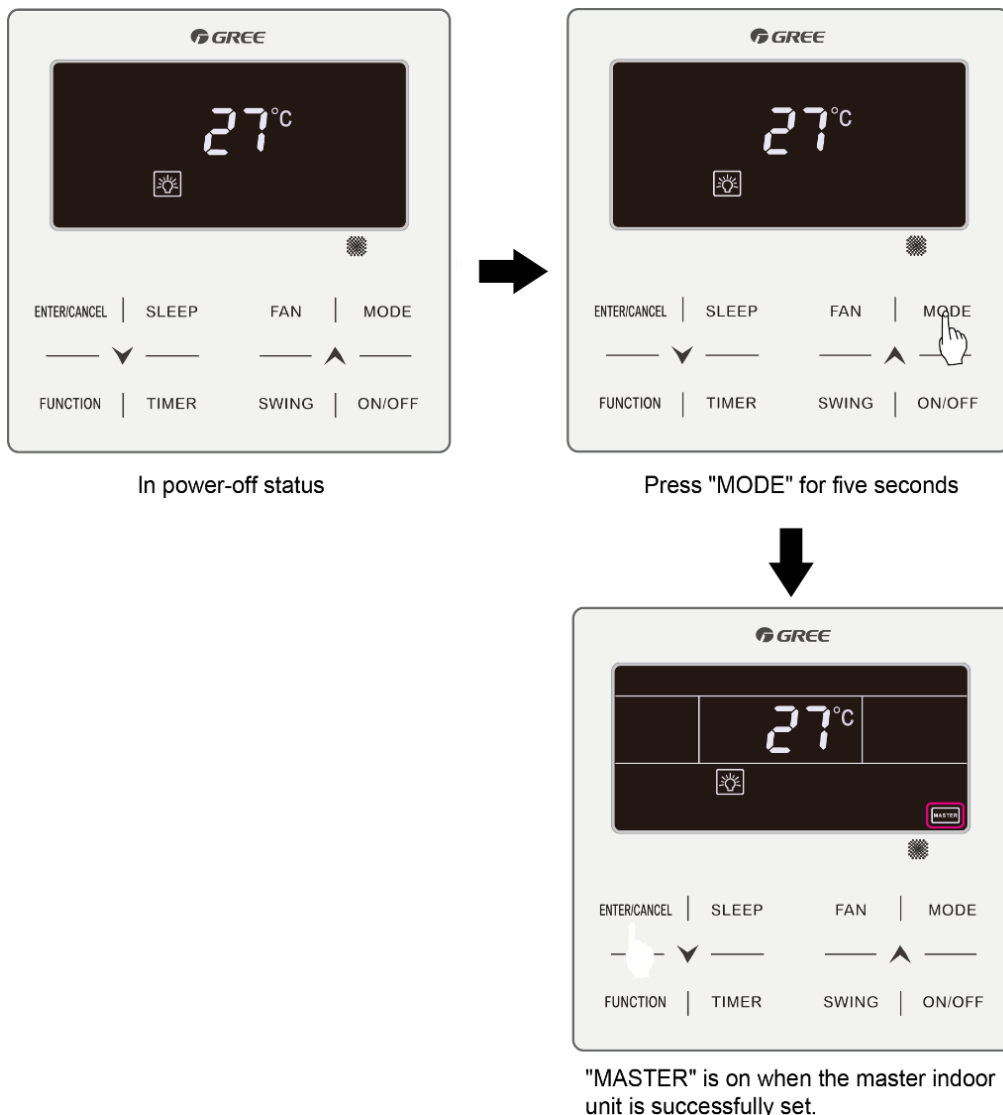 GREE
27°C
ENTER/CANCEL SLEEP FAN MODE
FUNCTION TIMER SWING ON/OFF
In power-off status
GREE
27°C
ENTER/CANCEL SLEEP FAN MODE
FUNCTION TIMER SWING ON/OFF
Press "MODE" for five seconds
GREE
27°C
MASTER
ENTER/CANCEL SLEEP FAN MODE
FUNCTION TIMER SWING ON/OFF
"MASTER" is on when the master indoor
unit is successfully set.